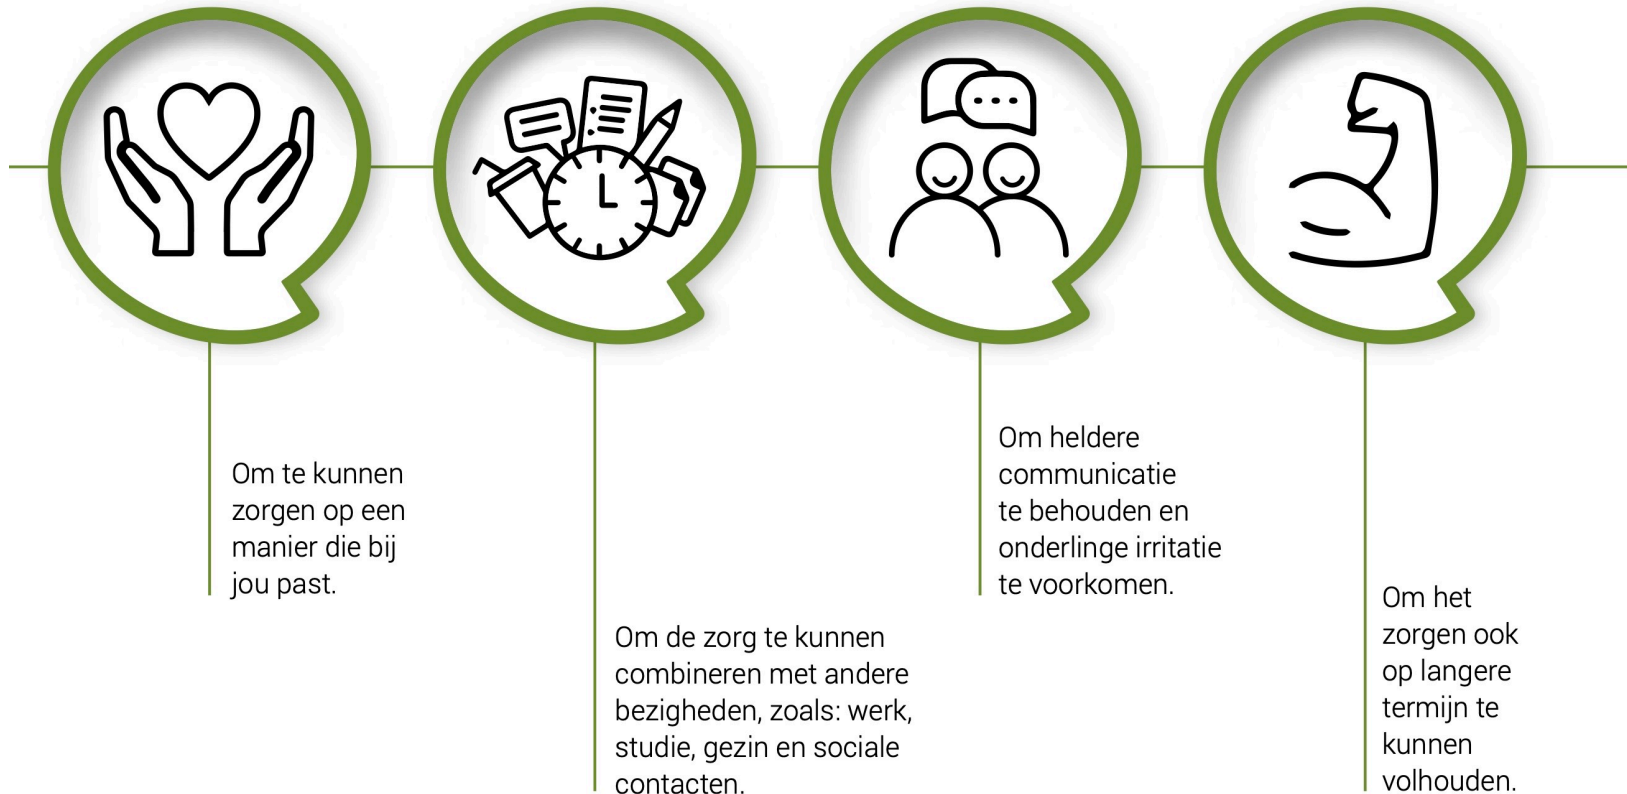 Om te kunnen
zorgen op een
manier die bij
jou past.
Om de zorg te kunnen
combineren met andere
bezigheden, zoals: werk,
studie, gezin en sociale
contacten.
Om heldere
communicatie
te behouden en
onderlinge irritatie
te voorkomen.
Om het
zorgen ook
op langere
termijn te
kunnen
volhouden.